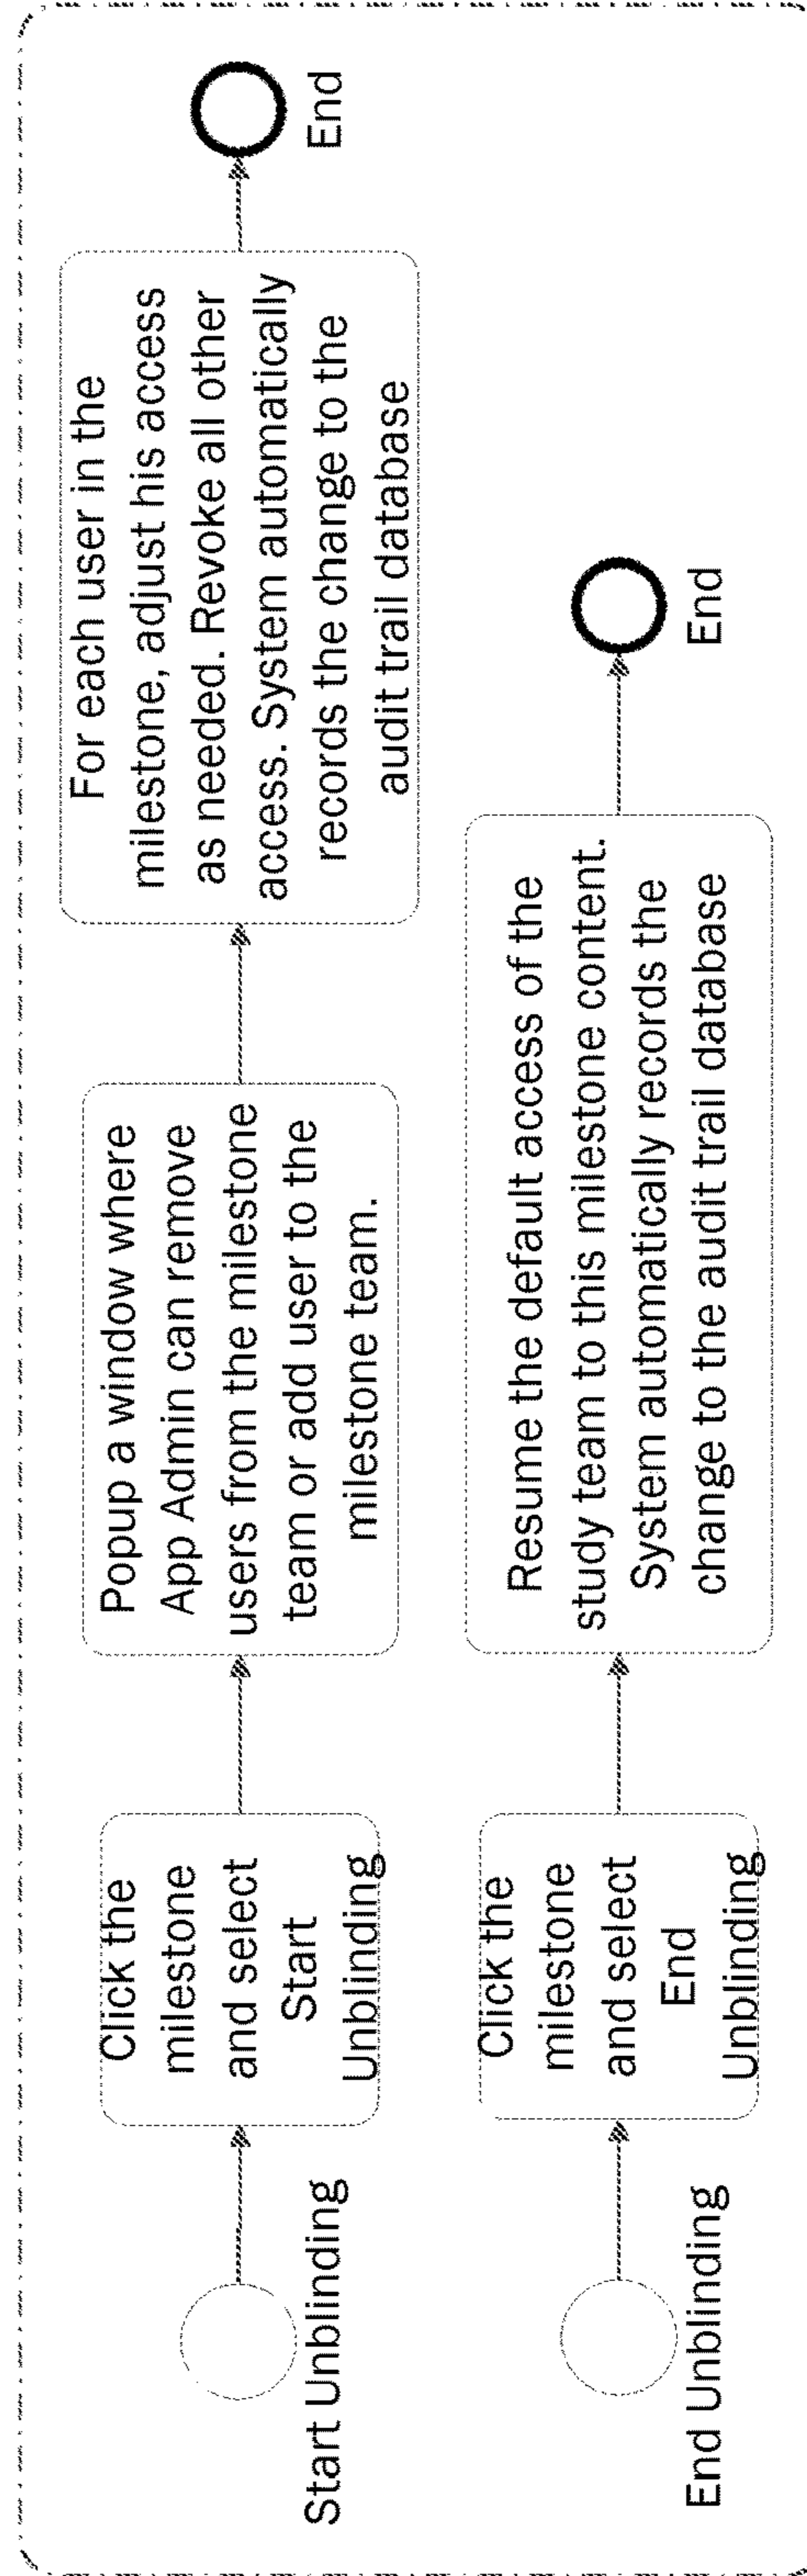 Start Unblinding
Click the
milestone
and select
Start
Unblinding
Popup a window where
App Admin can remove
users from the milestone
team or add user to the
milestone team.
For each user in the
milestone, adjust his access
as needed. Revoke all other
access. System automatically
records the change to the
audit trail database
End
End Unblinding
Click the
milestone
and select
End
Unblinding
Resume the default access of the
study team to this milestone content.
System automatically records the
change to the audit trail database
End